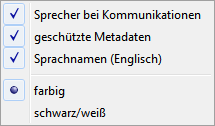 Sprecher bei Kommunikationen
geschützte Metadaten
Sprachnamen (Englisch)
farbig
schwarz/weiß